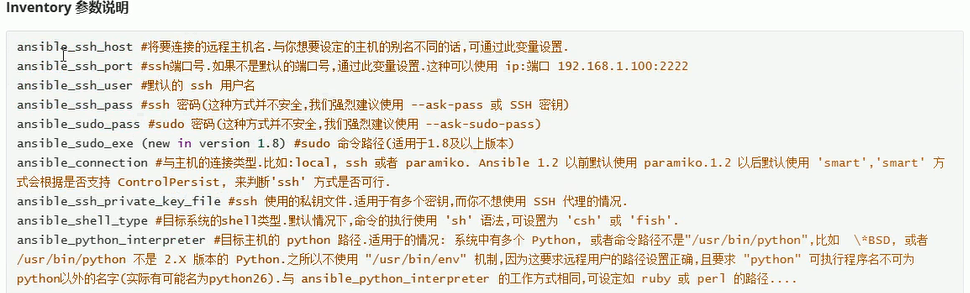 Inventory 参数说明
ansible_ssh_host #将要连接的远程主机名.与你想要设定的主机的别名不同的话,可通过此变量设置.
ansible_ssh_port #ssh端口号.如果不是默认的端口号,通过此变量设置.这种可以使用 ip:端口 192.168.1.100:2222
ansible_ssh_user #默认的 ssh 用户名
ansible_ssh_pass #ssh 密码(这种方式并不安全,我们强烈建议使用 --ask-pass 或 SSH 密钥)
ansible_sudo_pass #sudo 密码(这种方式并不安全,我们强烈建议使用 --ask-sudo-pass)
ansible_sudo_exe (new in version 1.8) #sudo 命令路径(适用于1.8及以上版本)
ansible_connection #与主机的连接类型.比如:local, ssh 或者 paramiko. Ansible 1.2 以前默认使用 paramiko.1.2 以后默认使用 'smart','smart' 方
式会根据是否支持 ControlPersist, 来判断'ssh' 方式是否可行.
ansible_ssh_private_key_file #ssh 使用的私钥文件.适用于有多个密钥,而你不想使用 SSH 代理的情况.
ansible_shell_type #目标系统的shell类型.默认情况下,命令的执行使用 'sh' 语法,可设置为 'csh' 或 'fish'.
ansible_python_interpreter #目标主机的 python 路径.适用于的情况: 系统中有多个 Python, 或者命令路径不是"/usr/bin/python",比如  \*BSD, 或者
/usr/bin/python 不是 2.X 版本的 Python.之所以不使用 "/usr/bin/env" 机制,因为这要求远程用户的路径设置正确,且要求 "python" 可执行程序名不可为
python以外的名字(实际有可能名为python26).与 ansible_python_interpreter 的工作方式相同,可设定如 ruby 或 perl 的路径....